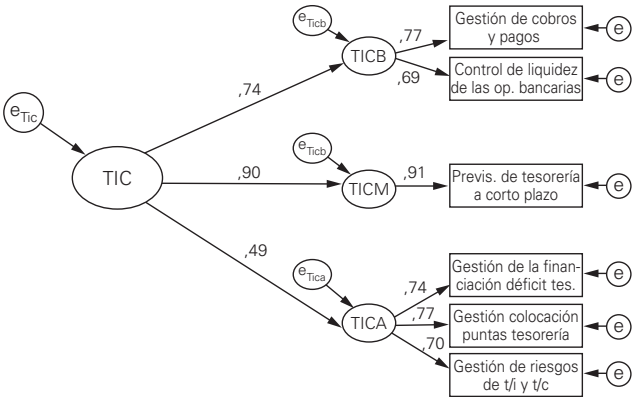 e_Ticb
,77
Gestión de cobros
y pagos
e
TICB
,69
Control de liquidez
de las op. bancarias
e
,74
e_Tic
TIC
,90
e_Ticb
TICM
,91
Previs. de tesorería
a corto plazo
e
,49
e_Tica
TICA
,74
Gestión de la finan-
ciación déficit tes.
e
,77
Gestión colocación
puntas tesorería
e
,70
Gestión de riesgos
de t/i y t/c
e